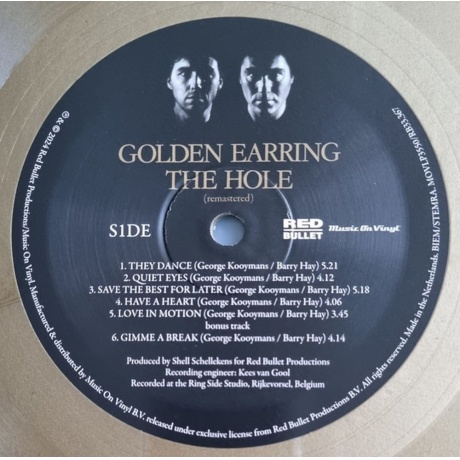 GOLDEN EARRING
THE HOLE
(remastered)
S1DE
RED BULLET
Music On Vinyl
1. THEY DANCE (George Kooymans / Barry Hay) 5.21
2. QUIET EYES (George Kooymans / Barry Hay) 4.12
3. SAVE THE BEST FOR LATER (George Kooymans / Barry Hay) 5.18
4. HAVE A HEART (George Kooymans / Barry Hay) 4.06
5. LOVE IN MOTION (George Kooymans / Barry Hay) 3.45
bonus track
6. GIMME A BREAK (George Kooymans / Barry Hay) 4.14
Produced by Shell Schellekens for Red Bullet Productions
Recording engineer: Kees van Gool
Recorded at the Ring Side Studio, Rijkevorsel, Belgium
℗ & © 2024 Red Bullet Productions/Music On Vinyl. Manufactured & distributed by Music On Vinyl B.V. released under exclusive license from Red Bullet Productions B.V. All rights reserved. Made in the Netherlands. BIEM/STEMRA. MOVLP3550/RB33.367